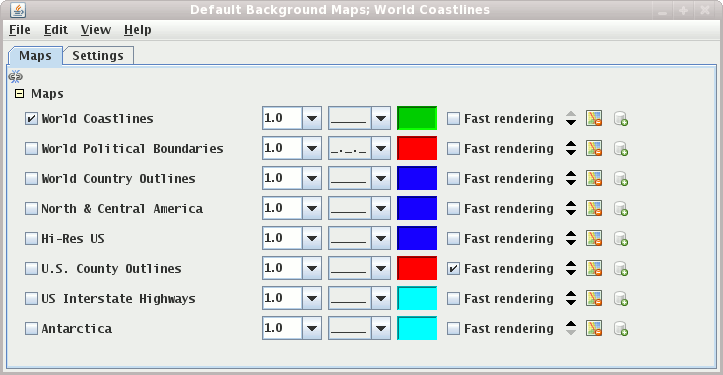 Default Background Maps; World Coastlines
File Edit View Help
Maps Settings
Maps
World Coastlines 1.0 _____ Fast rendering
World Political Boundaries 1.0 _._._ Fast rendering
World Country Outlines 1.0 _____ Fast rendering
North & Central America 1.0 _____ Fast rendering
Hi-Res US 1.0 _____ Fast rendering
U.S. County Outlines 1.0 _____ Fast rendering
US Interstate Highways 1.0 _____ Fast rendering
Antarctica 1.0 _____ Fast rendering